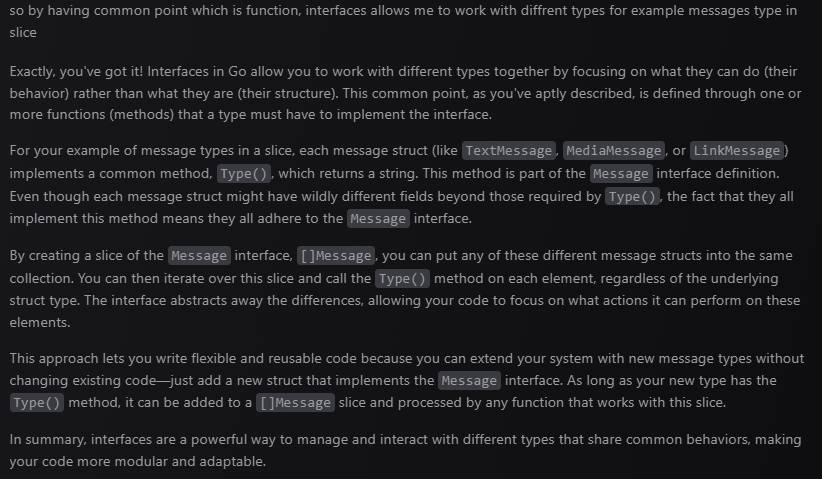 so by having common point which is function, interfaces allows me to work with diffrent types for example messages type in
slice
Exactly, you've got it! Interfaces in Go allow you to work with different types together by focusing on what they can do (their
behavior) rather than what they are (their structure). This common point, as you've aptly described, is defined through one or
more functions (methods) that a type must have to implement the interface.
For your example of message types in a slice, each message struct (like TextMessage, MediaMessage, or LinkMessage)
implements a common method, Type(), which returns a string. This method is part of the Message interface definition.
Even though each message struct might have wildly different fields beyond those required by Type(), the fact that they all
implement this method means they all adhere to the Message interface.
By creating a slice of the Message interface, []Message, you can put any of these different message structs into the same
collection. You can then iterate over this slice and call the Type() method on each element, regardless of the underlying
struct type. The interface abstracts away the differences, allowing your code to focus on what actions it can perform on these
elements.
This approach lets you write flexible and reusable code because you can extend your system with new message types without
changing existing code—just add a new struct that implements the Message interface. As long as your new type has the
Type() method, it can be added to a []Message slice and processed by any function that works with this slice.
In summary, interfaces are a powerful way to manage and interact with different types that share common behaviors, making
your code more modular and adaptable.